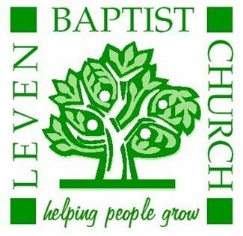 LEVEN
BAPTIST
CHURCH
helping people grow